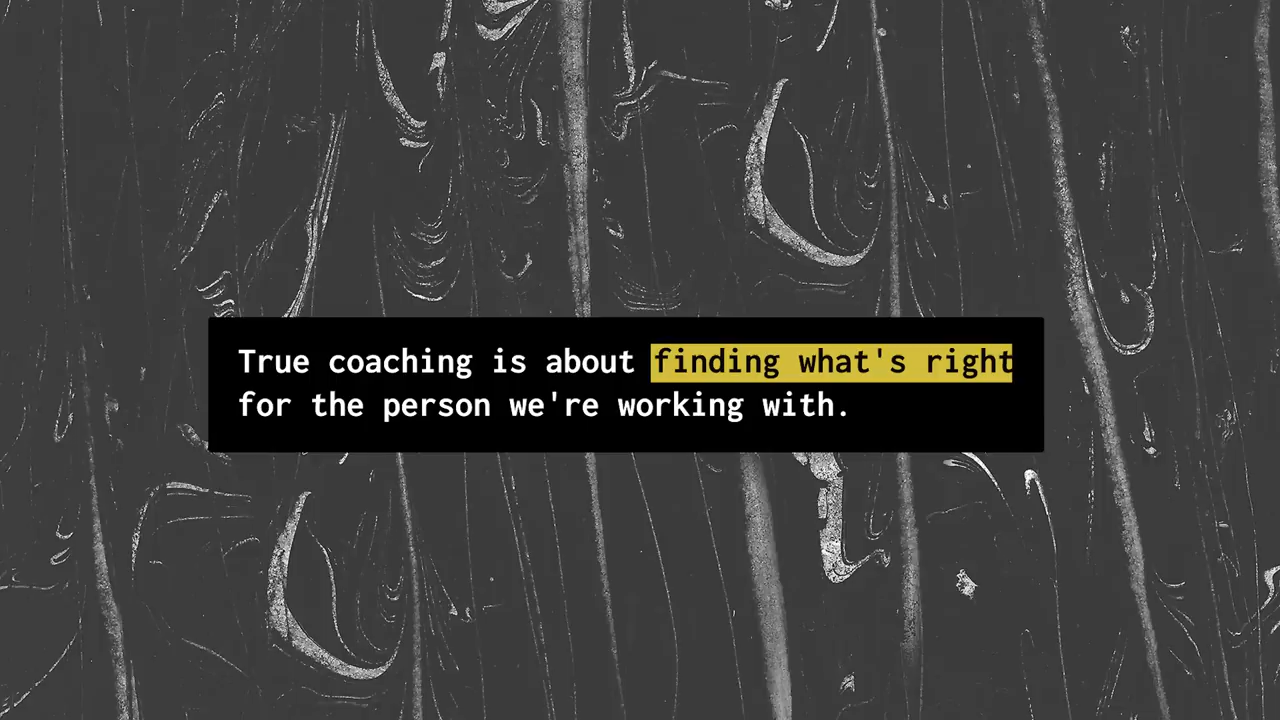 True coaching is about finding what's right
for the person we're working with.